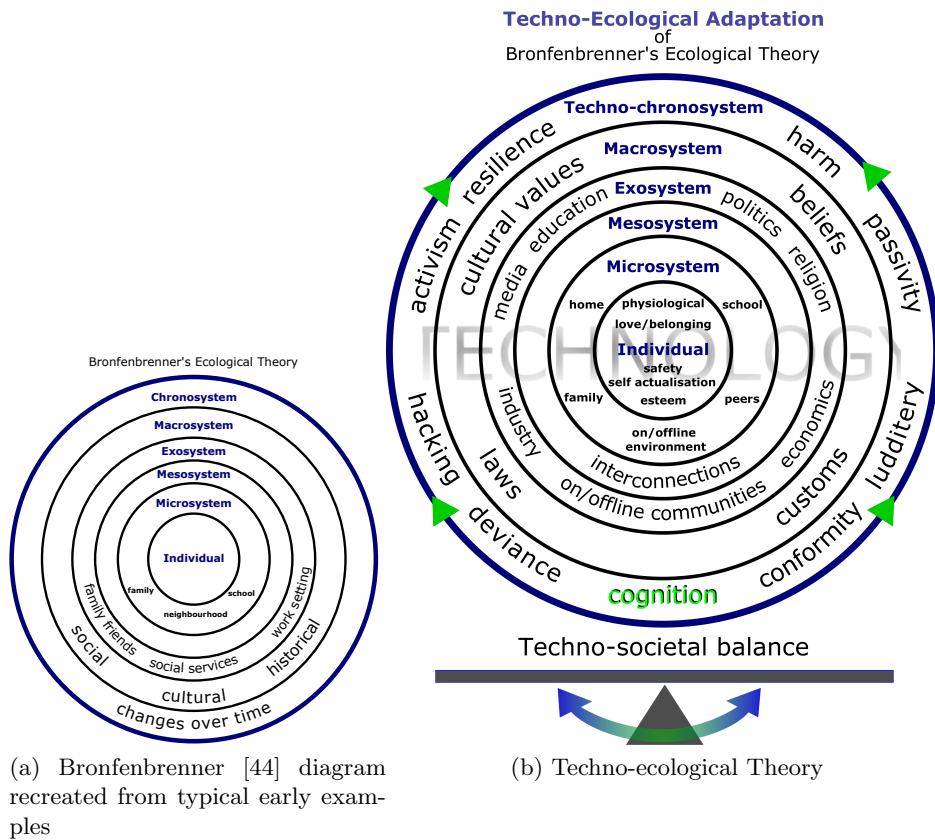 Techno-Ecological Adaptation
of
Bronfenbrenner's Ecological Theory
Techno-chronosystem
resilience
harm
Macrosystem
cultural values
beliefs
Exosystem
education
politics
activism
passivity
Mesosystem
media
religion
Microsystem
home
physiological
school
love/belonging
TECHNOLOGY
Individual
safety
self actualisation
family
esteem
peers
on/offline
environment
hacking
luddItery
industry
economics
interconnections
on/offline communities
laws
customs
deviance
conformity
cognition
Techno-societal balance
Bronfenbrenner's Ecological Theory
Chronosystem
Macrosystem
Exosystem
Mesosystem
Microsystem
Individual
family
school
neighbourhood
family friends
work setting
social services
social
historical
cultural
changes over time
(a) Bronfenbrenner [44] diagram
recreated from typical early exam-
ples
(b) Techno-ecological Theory